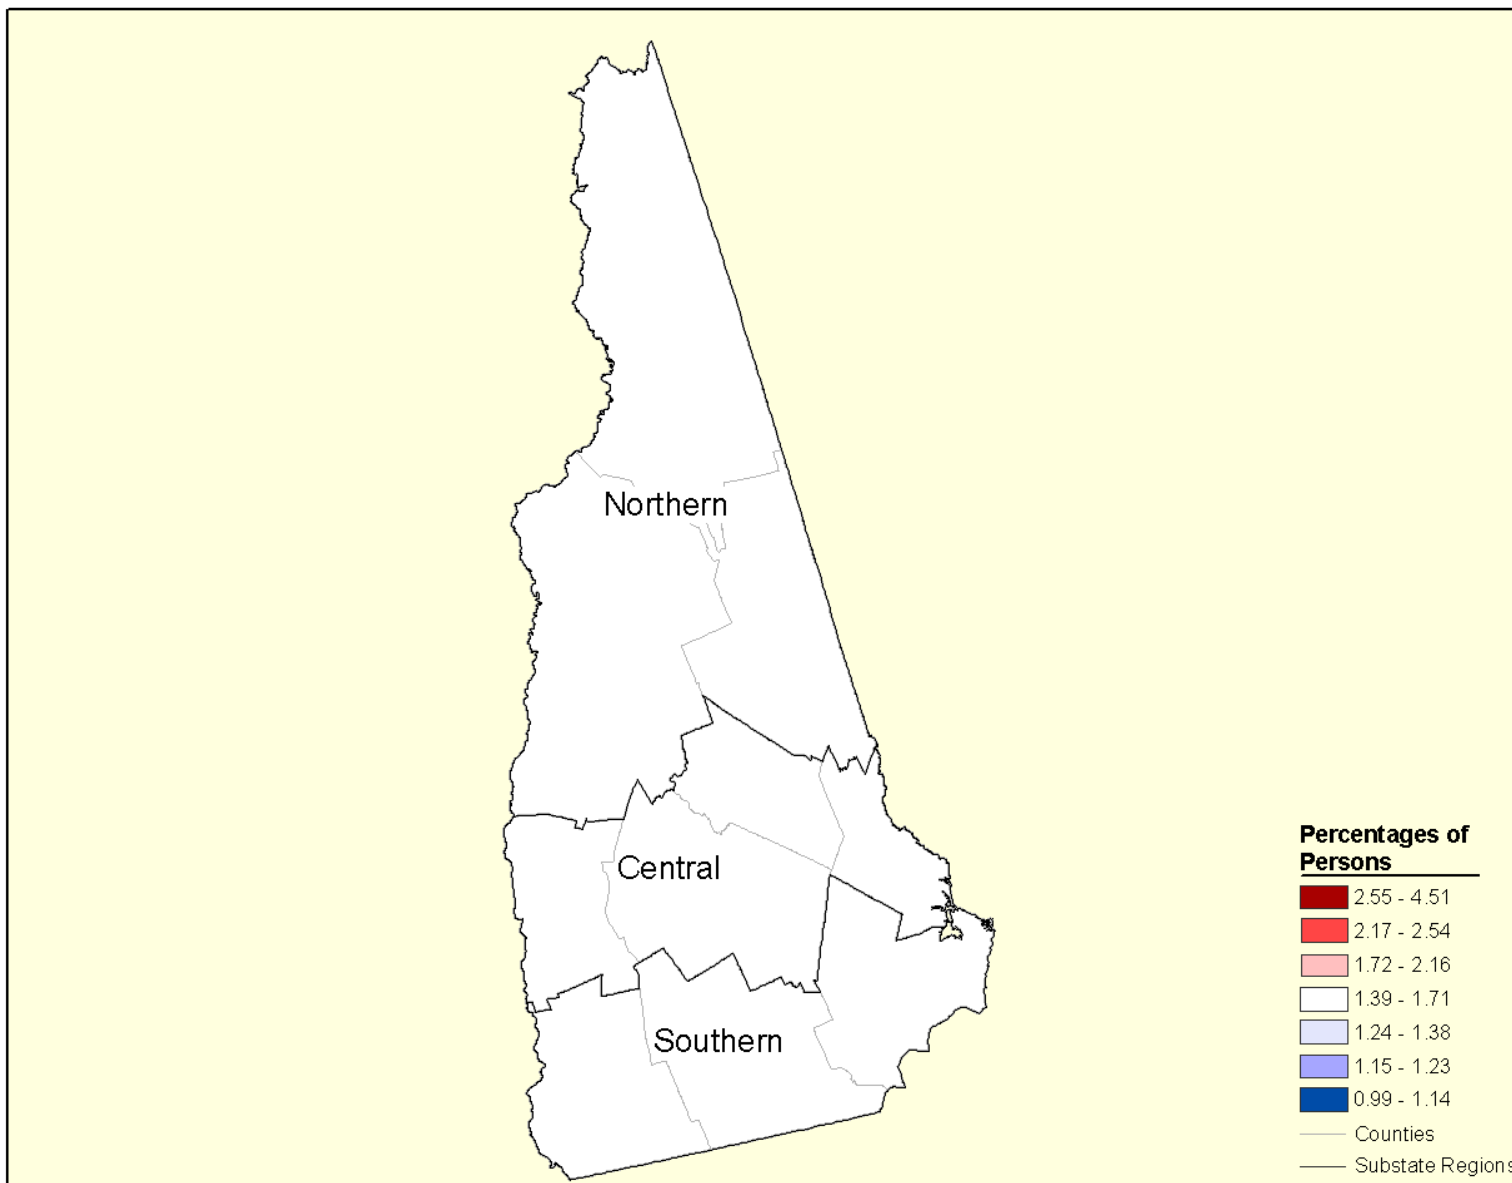 Northern
Central
Southern
Percentages of
Persons
2.55 - 4.51
2.17 - 2.54
1.72 - 2.16
1.39 - 1.71
1.24 - 1.38
1.15 - 1.23
0.99 - 1.14
Counties
Substate Regions